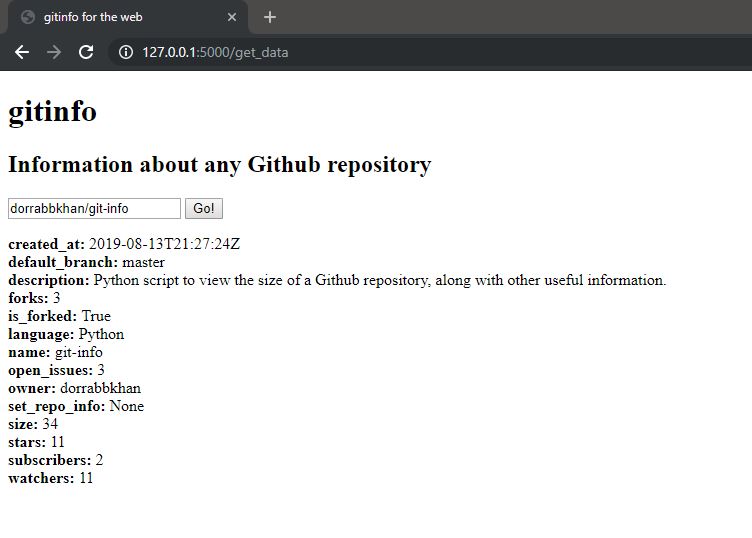 gitinfo for the web
127.0.0.1:5000/get_data
gitinfo
Information about any Github repository
dorrabbkhan/git-info Go!
created_at: 2019-08-13T21:27:24Z
default_branch: master
description: Python script to view the size of a Github repository, along with other useful information.
forks: 3
is_forked: True
language: Python
name: git-info
open_issues: 3
owner: dorrabbkhan
set_repo_info: None
size: 34
stars: 11
subscribers: 2
watchers: 11